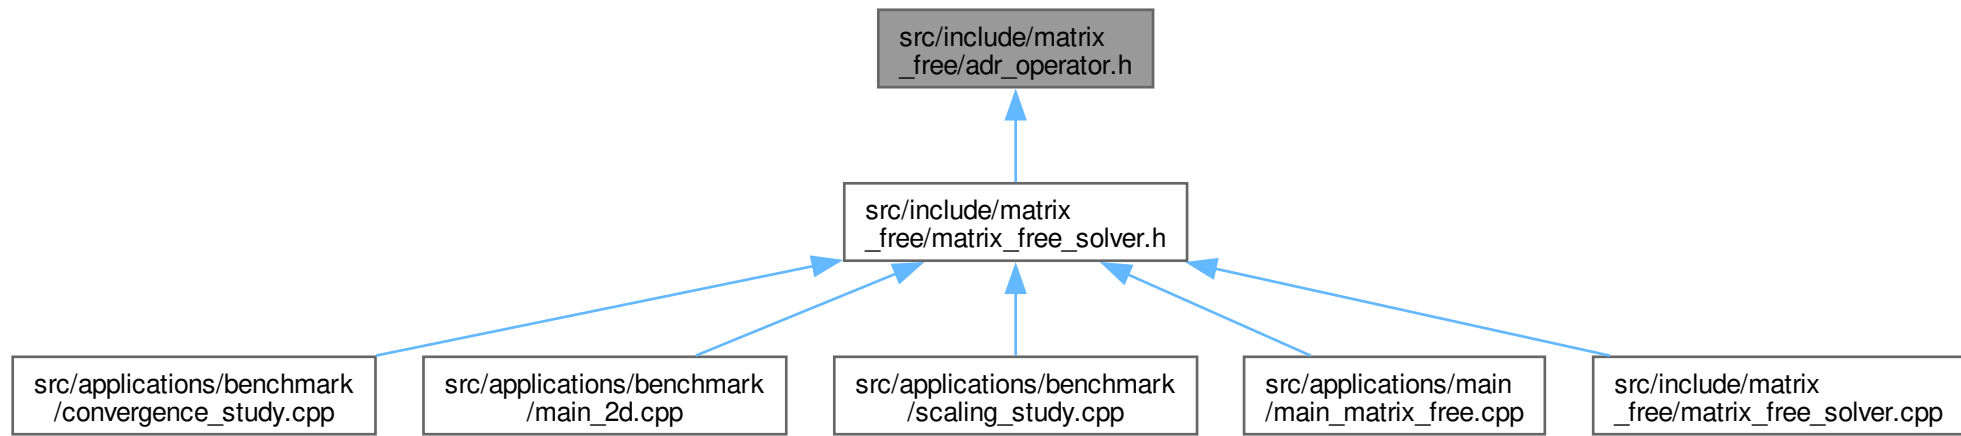 src/include/matrix
_free/adr_operator.h
src/include/matrix
_free/matrix_free_solver.h
src/applications/benchmark
/convergence_study.cpp
src/applications/benchmark
/main_2d.cpp
src/applications/benchmark
/scaling_study.cpp
src/applications/main
/main_matrix_free.cpp
src/include/matrix
_free/matrix_free_solver.cpp